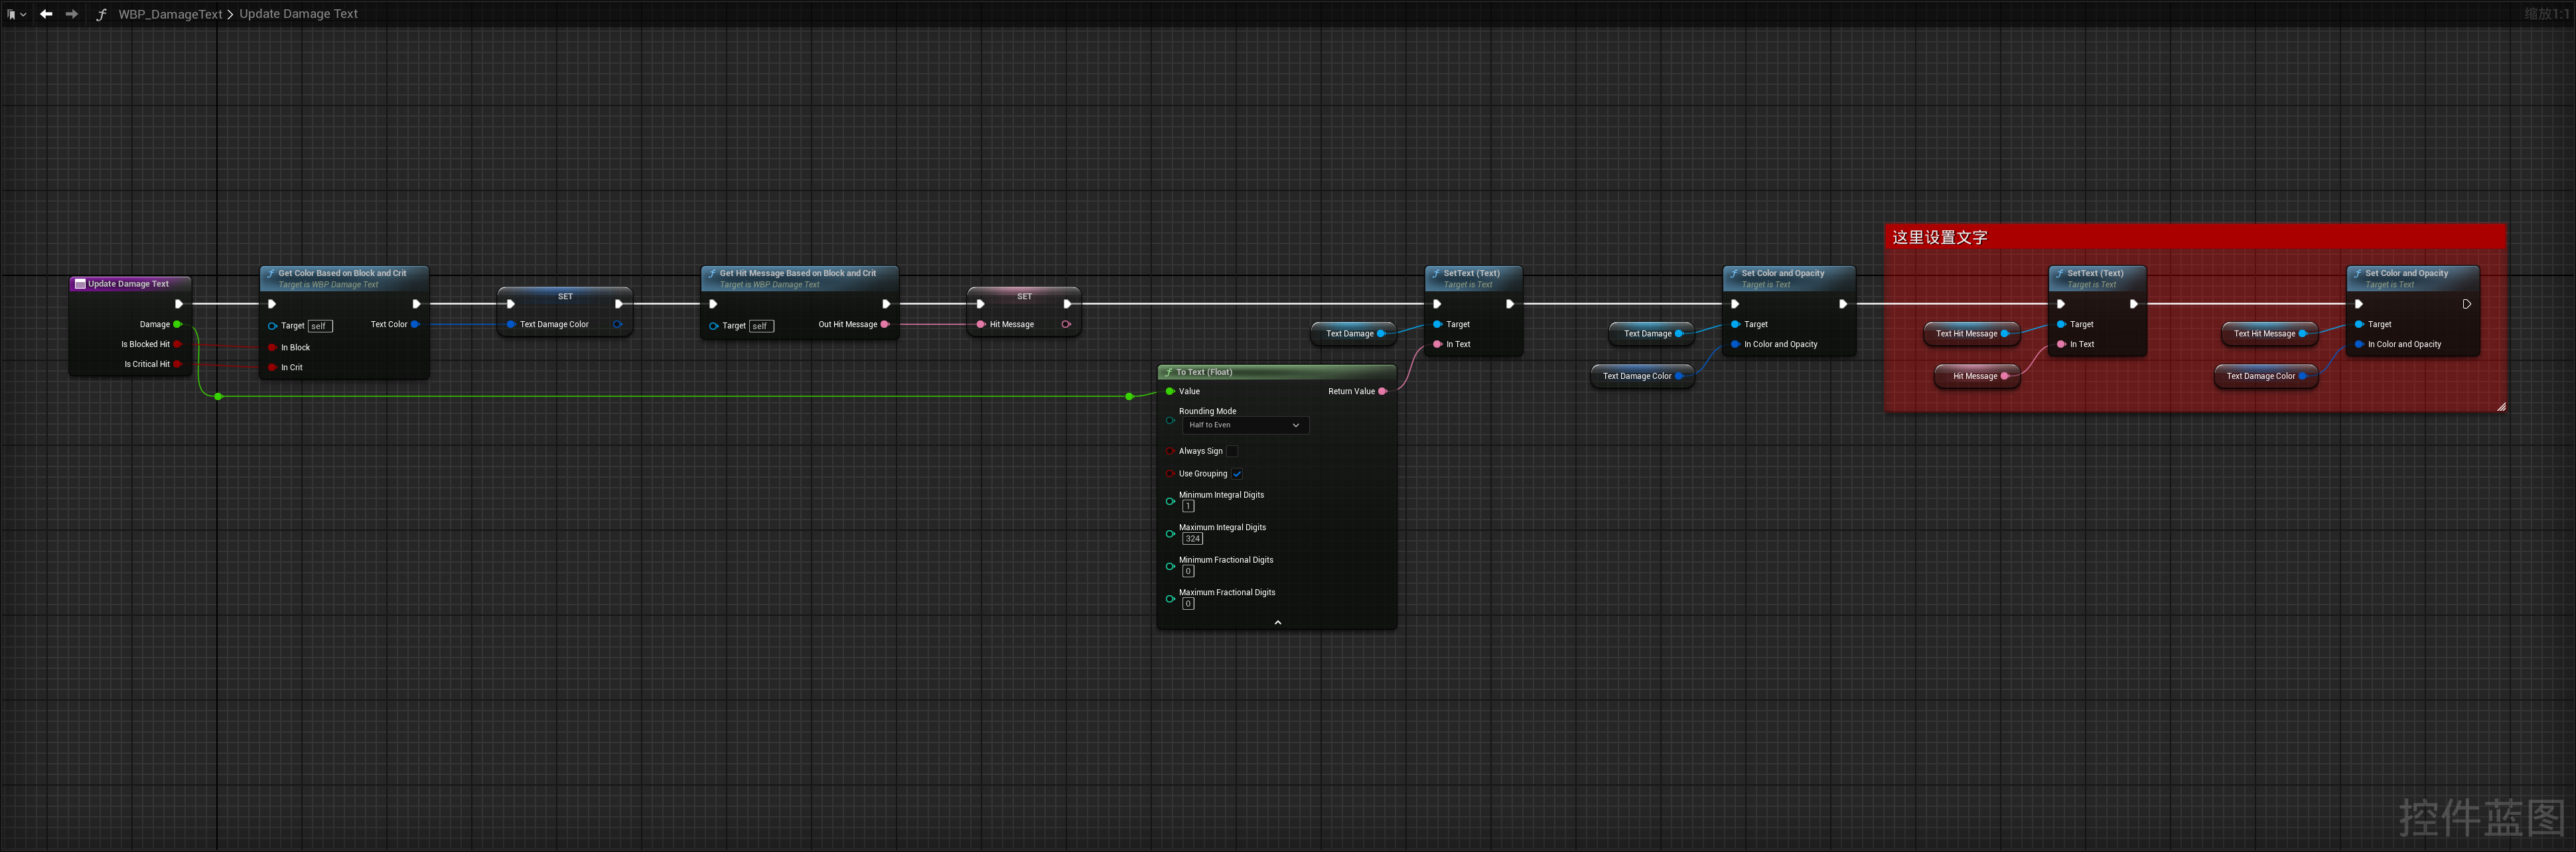 WBP_DamageText > Update Damage Text
缩放1:1
Update Damage Text
Damage
Is Blocked Hit
Is Critical Hit
Get Color Based on Block and Crit
Target is WBP Damage Text
Target self
Text Color
In Block
In Crit
SET
Text Damage Color
Get Hit Message Based on Block and Crit
Target is WBP Damage Text
Target self
Out Hit Message
SET
Hit Message
To Text (Float)
Value
Return Value
Rounding Mode
Half to Even
Always Sign
Use Grouping
Minimum Integral Digits
1
Maximum Integral Digits
324
Minimum Fractional Digits
0
Maximum Fractional Digits
0
Text Damage
SetText (Text)
Target is Text
Target
In Text
Text Damage
Text Damage Color
Set Color and Opacity
Target is Text
Target
In Color and Opacity
这里设置文字
Text Hit Message
Hit Message
SetText (Text)
Target is Text
Target
In Text
Text Hit Message
Text Damage Color
Set Color and Opacity
Target is Text
Target
In Color and Opacity
控件蓝图